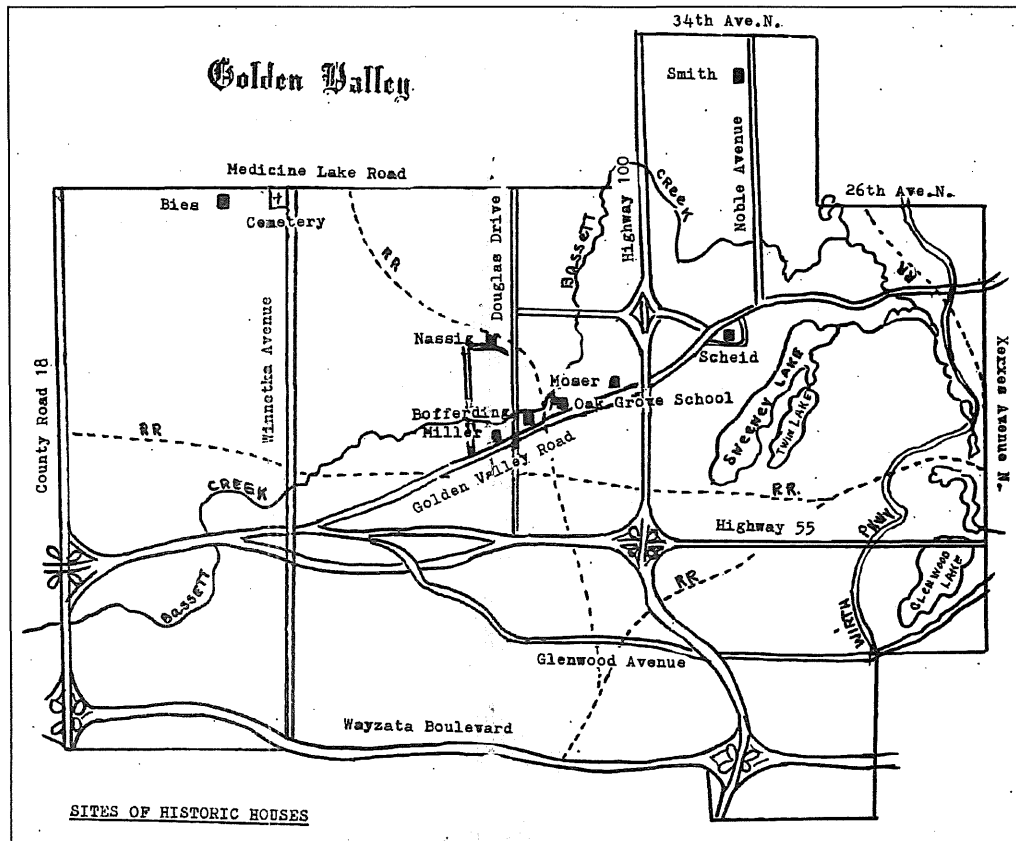 34th Ave.N.
Golden Valley
Smith
Noble Avenue
Medicine Lake Road
Highway 100
CREEK
26th Ave.N.
Bies
Cemetery
RR
Douglas Drive
BASSETT
RR
Nassig
Scheid
County Road 18
Winnetka Avenue
Moser
Oak Grove School
Bofferding
Miller
SWEENEY LAKE
TWIN LAKE
Xerxes Avenue N.
RR
Golden Valley Road
RR
CREEK
Highway 55
PKWY
WIRTH
BASSETT
RR
GLENWOOD LAKE
Glenwood Avenue
Wayzata Boulevard
SITES OF HISTORIC HOUSES